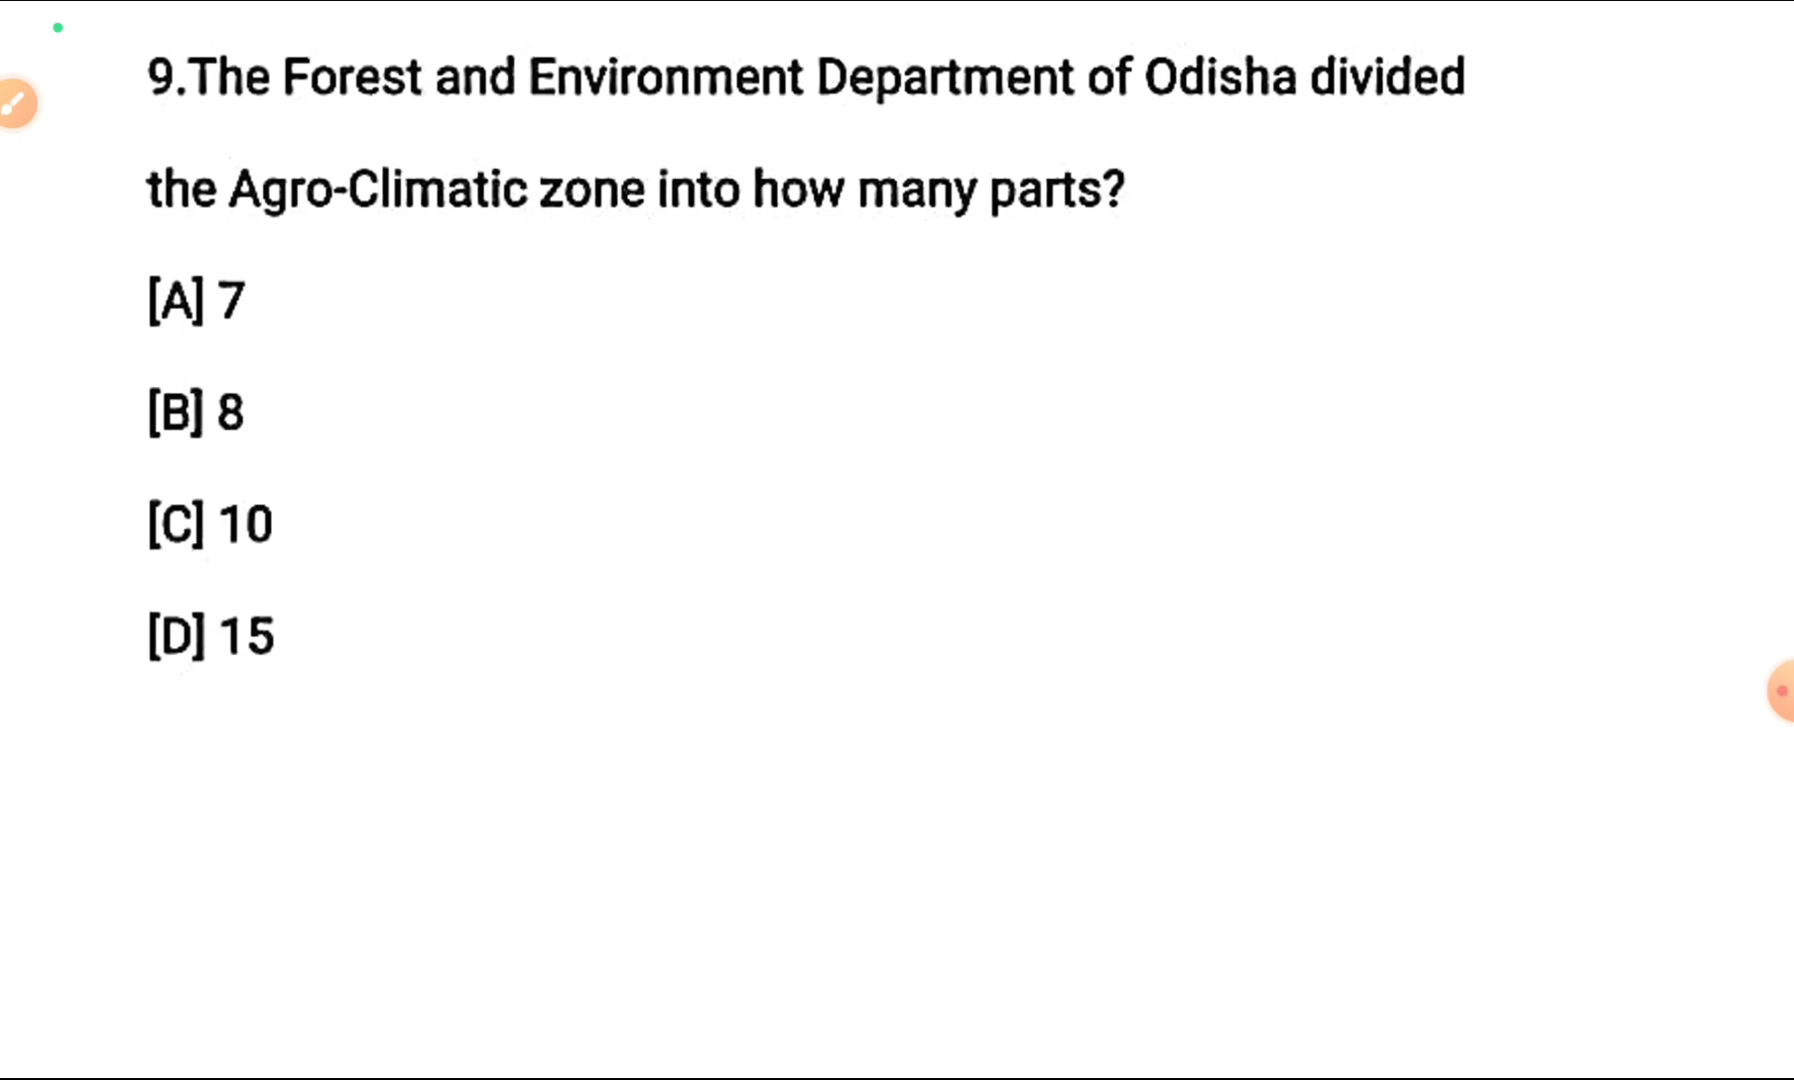 9.The Forest and Environment Department of Odisha divided
the Agro-Climatic zone into how many parts?
[A] 7
[B] 8
[C] 10
[D] 15